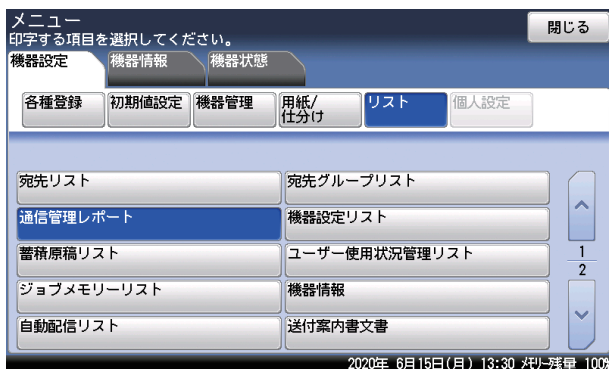 メニュー
印字する項目を選択してください。
閉じる
機器設定
機器情報
機器状態
各種登録
初期値設定
機器管理
用紙/
仕分け
リスト
個人設定
宛先リスト
宛先グループリスト
通信管理レポート
機器設定リスト
蓄積原稿リスト
ユーザー使用状況管理リスト
1
2
ジョブメモリーリスト
機器情報
自動配信リスト
送付案内書文書
2020年 6月15日(月) 13:30 メモリー残量 100%